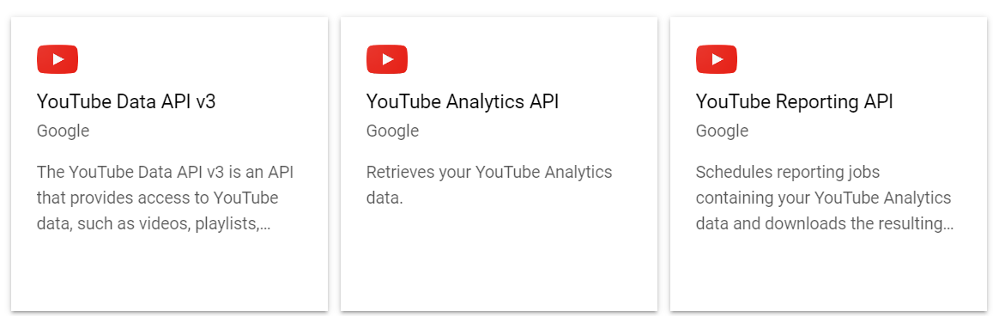 YouTube Data API v3
Google
The YouTube Data API v3 is an API
that provides access to YouTube
data, such as videos, playlists,...
YouTube Analytics API
Google
Retrieves your YouTube Analytics
data.
YouTube Reporting API
Google
Schedules reporting jobs
containing your YouTube Analytics
data and downloads the resulting...